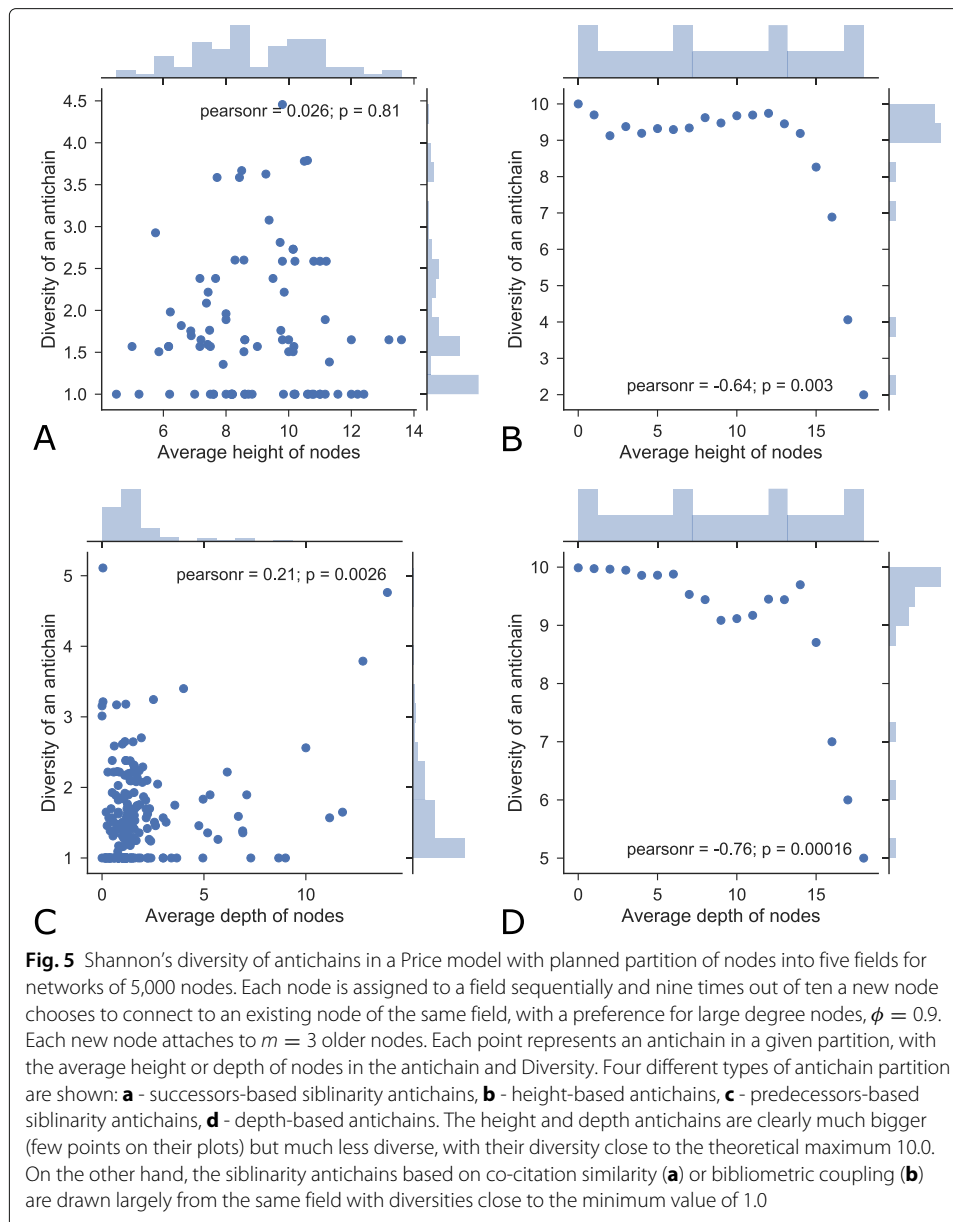 pearsonr = 0.026; p = 0.81
4.5
4.0
3.5
3.0
2.5
2.0
1.5
1.0
Diversity of an antichain
6 8 10 12 14
Average height of nodes
A
10
9
8
7
6
5
4
3
2
Diversity of an antichain
pearsonr = -0.64; p = 0.003
0 5 10 15
Average height of nodes
B
pearsonr = 0.21; p = 0.0026
5
4
3
2
1
Diversity of an antichain
0 5 10
Average depth of nodes
C
10
9
8
7
6
5
Diversity of an antichain
pearsonr = -0.76; p = 0.00016
0 5 10 15
Average depth of nodes
D
Fig. 5 Shannon's diversity of antichains in a Price model with planned partition of nodes into five fields for
networks of 5,000 nodes. Each node is assigned to a field sequentially and nine times out of ten a new node
chooses to connect to an existing node of the same field, with a preference for large degree nodes, ϕ = 0.9.
Each new node attaches to m = 3 older nodes. Each point represents an antichain in a given partition, with
the average height or depth of nodes in the antichain and Diversity. Four different types of antichain partition
are shown: a - successors-based siblinarity antichains, b - height-based antichains, c - predecessors-based
siblinarity antichains, d - depth-based antichains. The height and depth antichains are clearly much bigger
(few points on their plots) but much less diverse, with their diversity close to the theoretical maximum 10.0.
On the other hand, the siblinarity antichains based on co-citation similarity (a) or bibliometric coupling (b)
are drawn largely from the same field with diversities close to the minimum value of 1.0